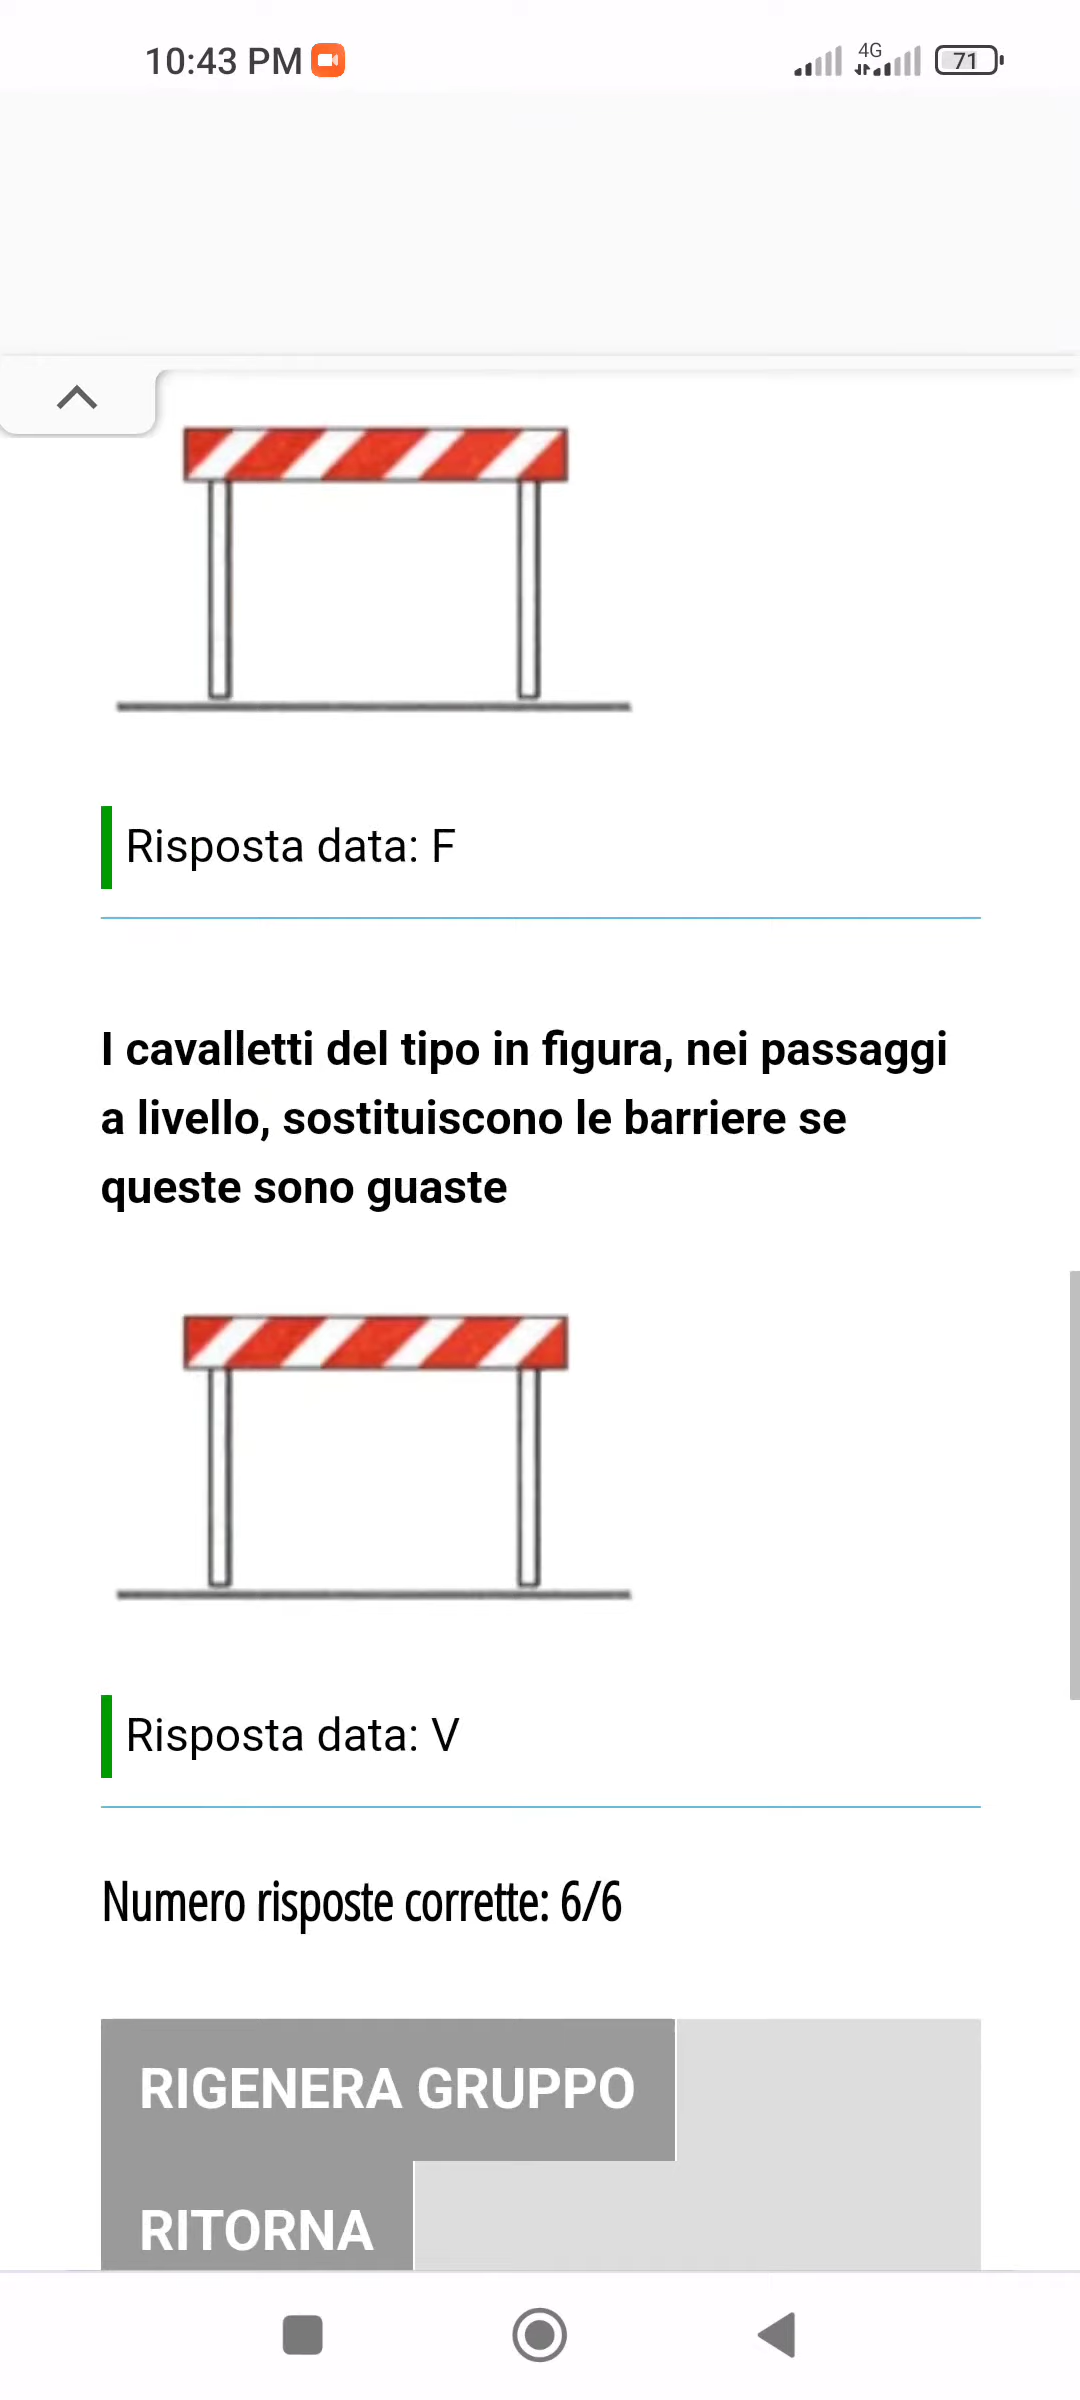 10:43 PM
4G
71
Risposta data: F
I cavalletti del tipo in figura, nei passaggi
a livello, sostituiscono le barriere se
queste sono guaste
Risposta data: V
Numero risposte corrette: 6/6
RIGENERA GRUPPO
RITORNA